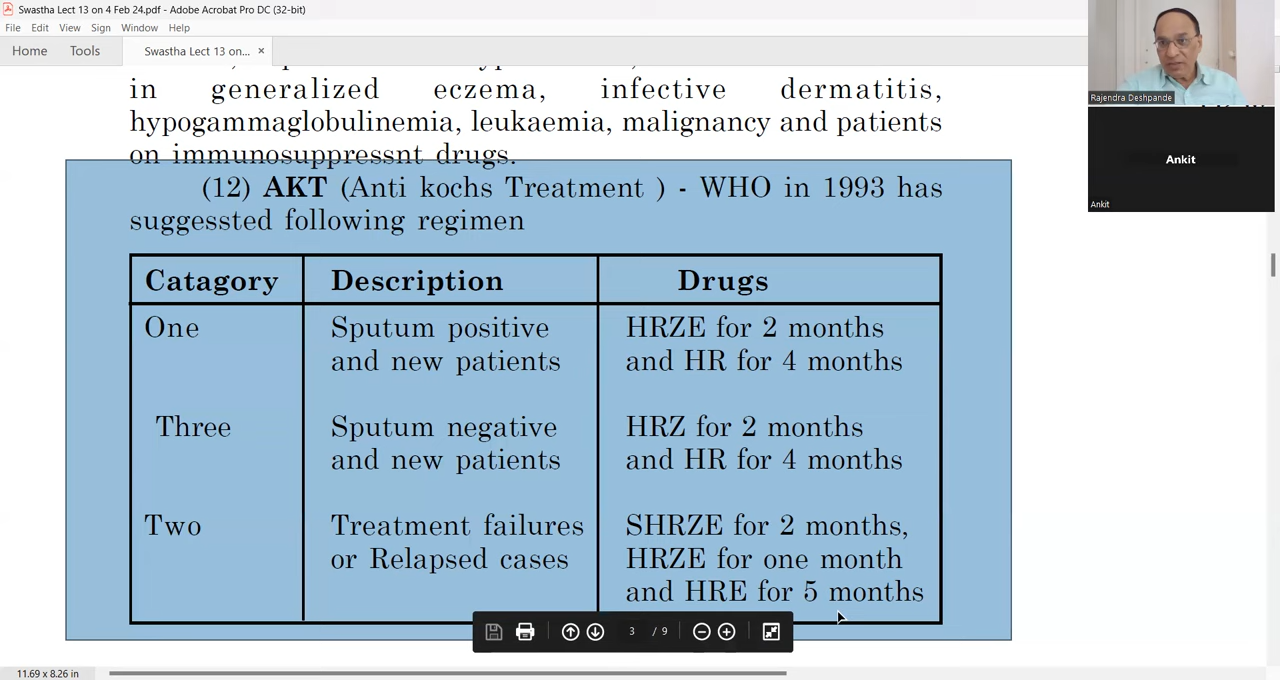 Swastha Lect 13 on 4 Feb 24.pdf - Adobe Acrobat Pro DC (32-bit)
File Edit View Sign Window Help
Home Tools Swastha Lect 13 on... ×
in generalized eczema, infective dermatitis,
hypogammaglobulinemia, leukaemia, malignancy and patients
on immunosuppressnt drugs.
(12) AKT (Anti kochs Treatment ) - WHO in 1993 has
suggessted following regimen
Catagory Description Drugs
One Sputum positive HRZE for 2 months
and new patients and HR for 4 months
Three Sputum negative HRZ for 2 months
and new patients and HR for 4 months
Two Treatment failures SHRZE for 2 months,
or Relapsed cases HRZE for one month
and HRE for 5 months
3 / 9
11.69 x 8.26 in
Rajendra Deshpande
Ankit
Ankit